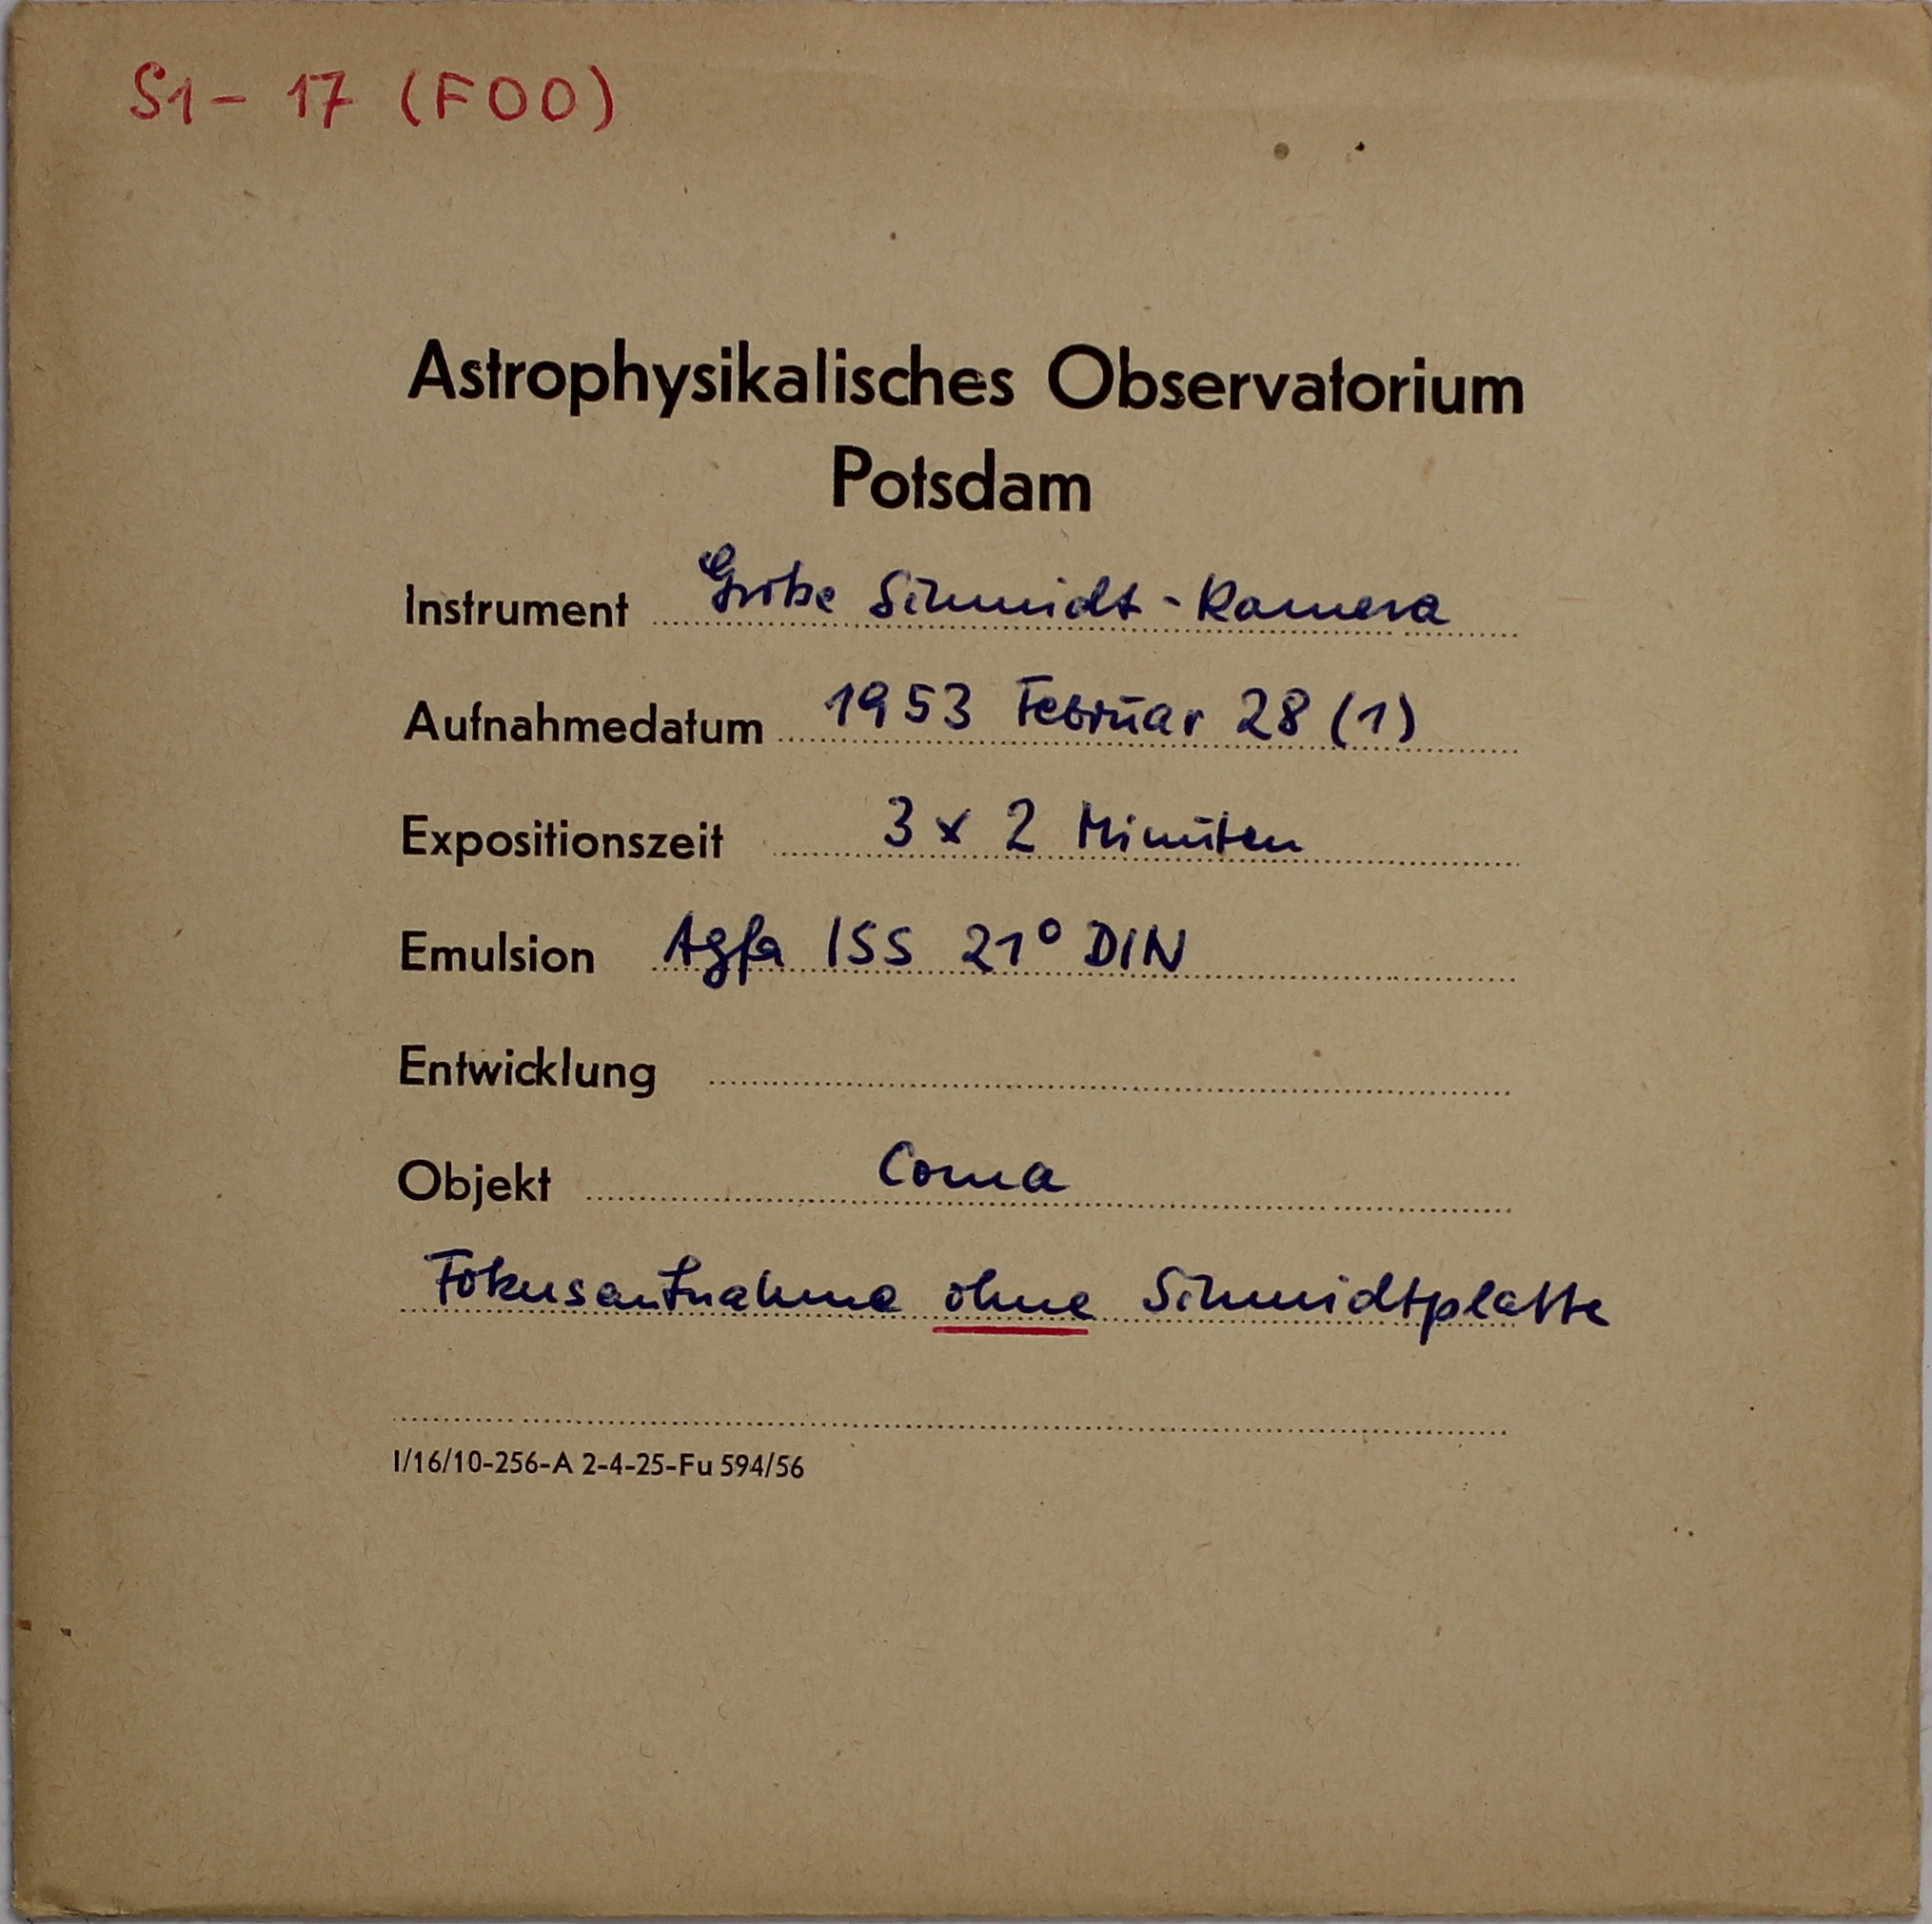 S1 - 17 (FOO)
Astrophysikalisches Observatorium
Potsdam
Instrument Große Schmidt-Kamera
Aufnahmedatum 1953 Februar 28 (1)
Expositionszeit 3 x 2 Minuten
Emulsion Agfa ISS 21° DIN
Entwicklung
Objekt Coma
Fokusaufnahme ohne Schmidtplatte
I/16/10-256-A 2-4-25-Fu 594/56